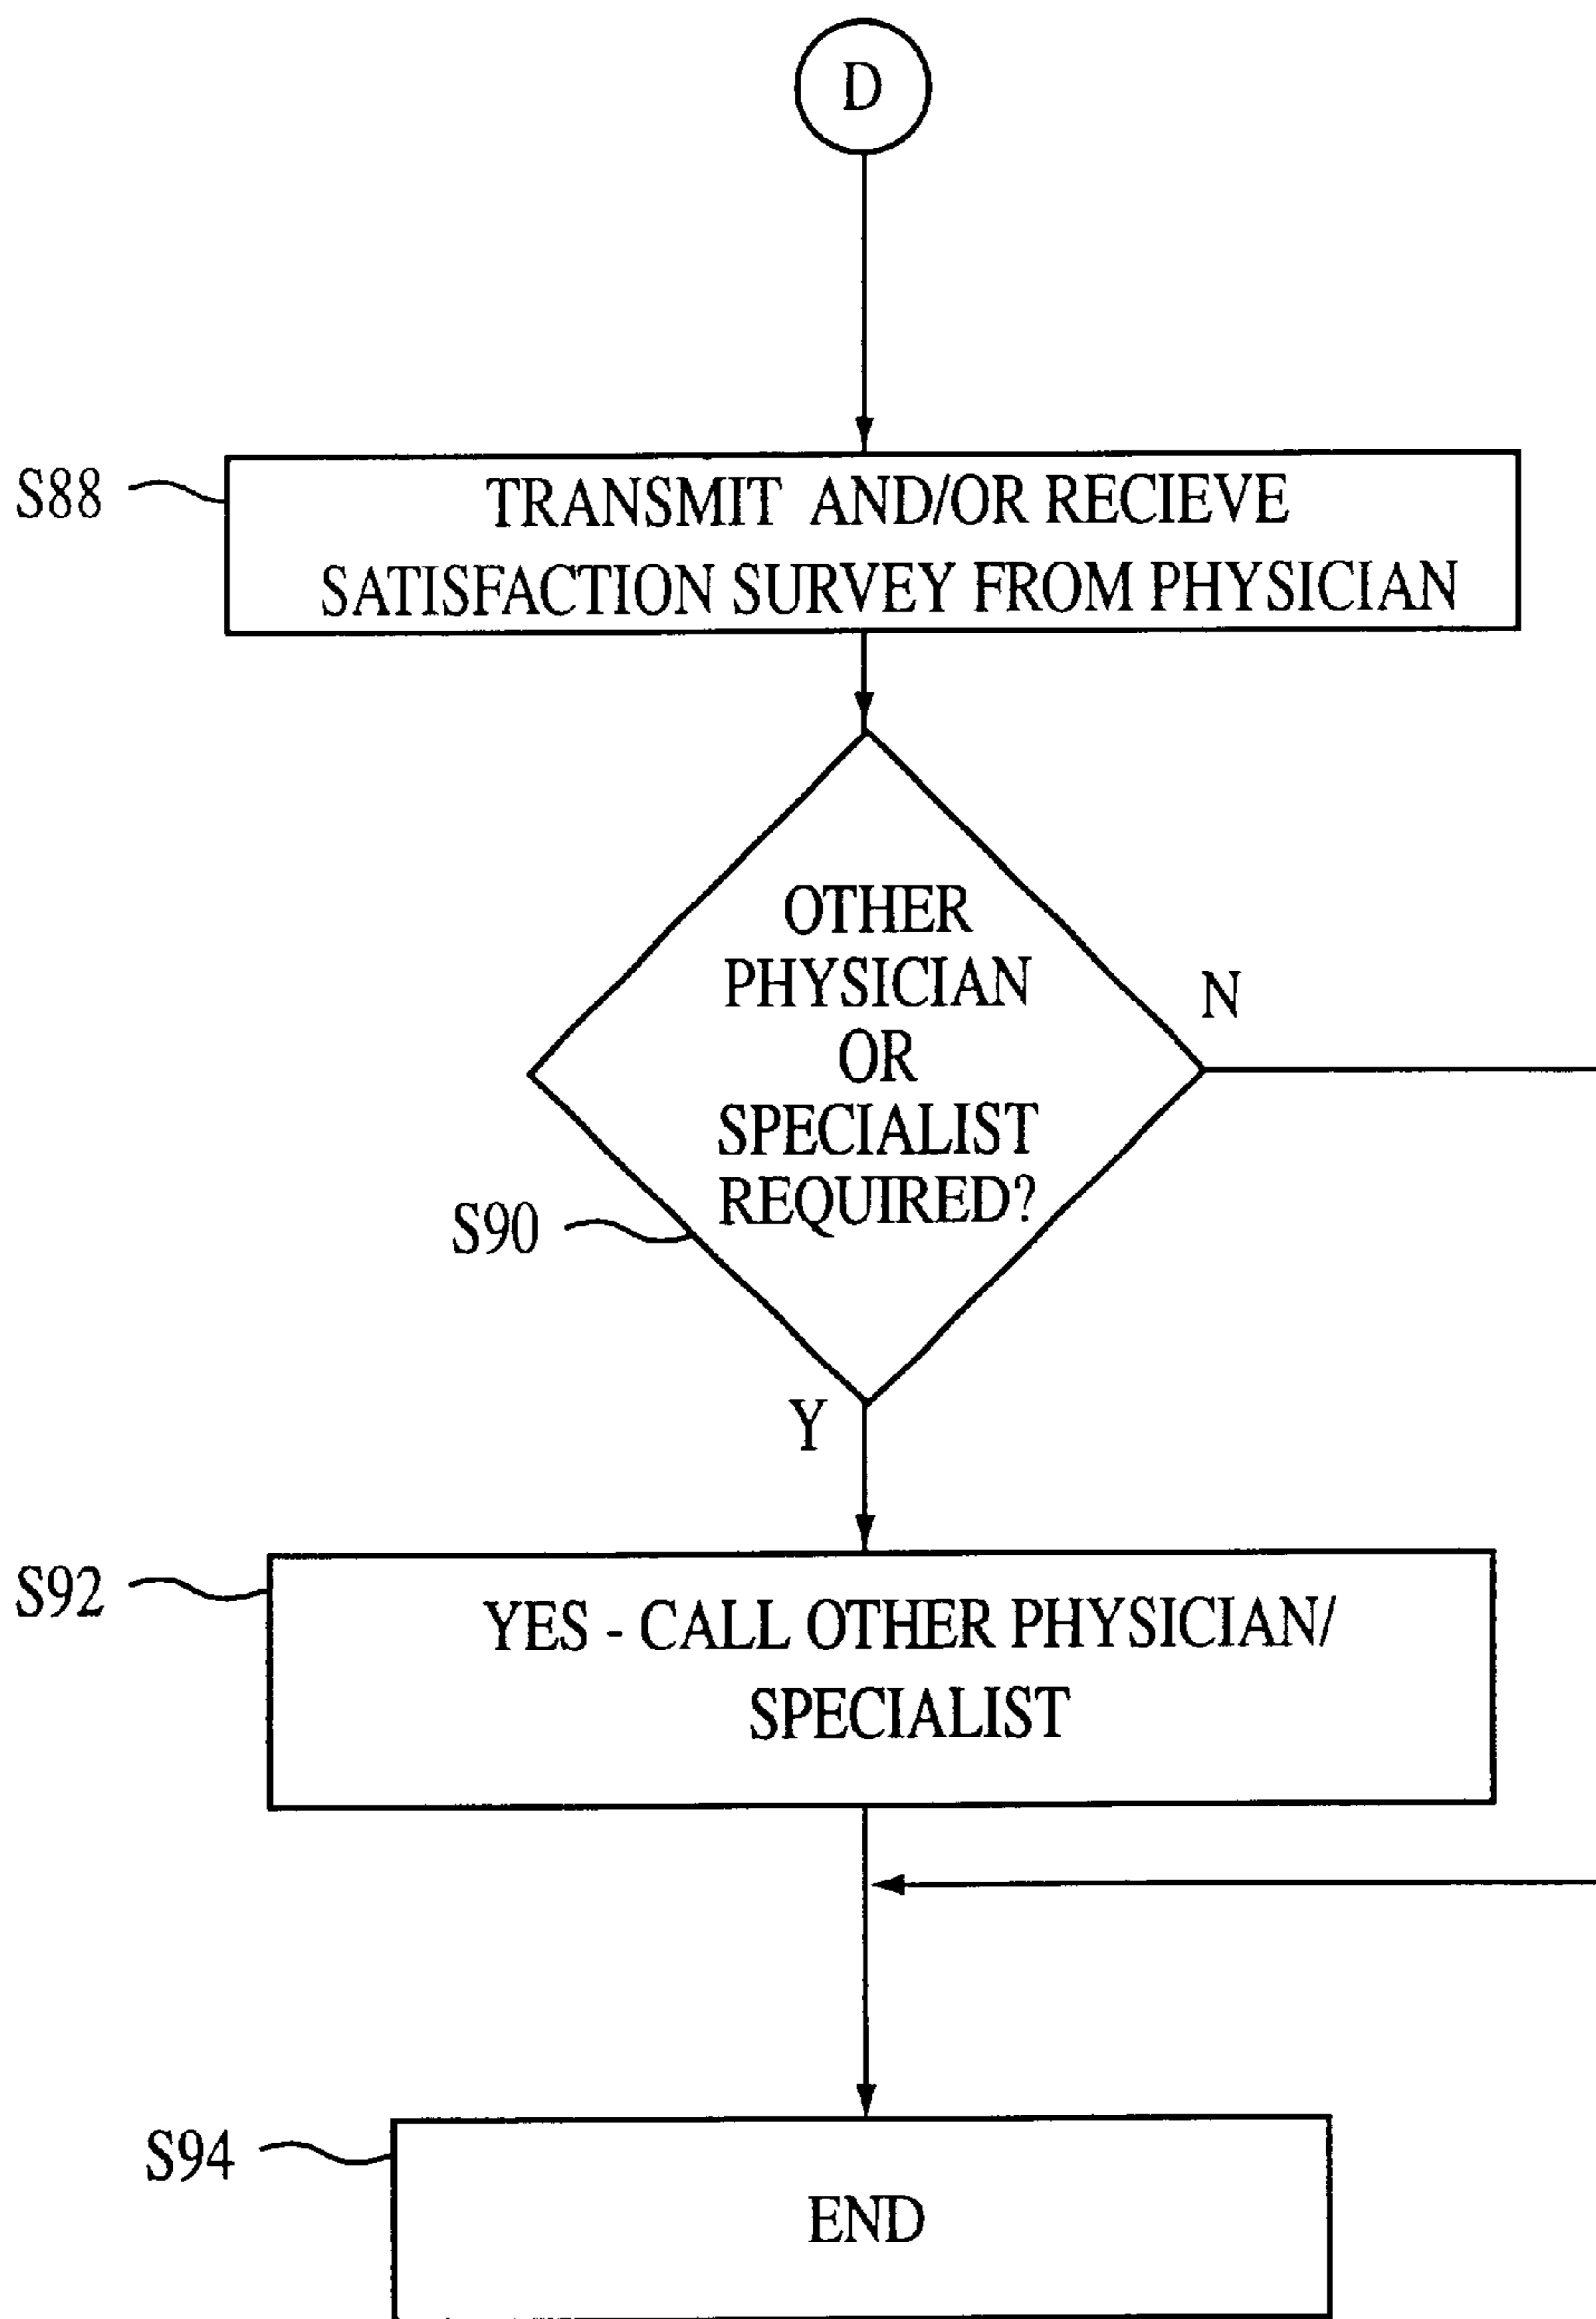 D
S88
TRANSMIT AND/OR RECIEVE
SATISFACTION SURVEY FROM PHYSICIAN
OTHER
PHYSICIAN
OR
SPECIALIST
REQUIRED?
N
S90
Y
S92
YES - CALL OTHER PHYSICIAN/
SPECIALIST
S94
END